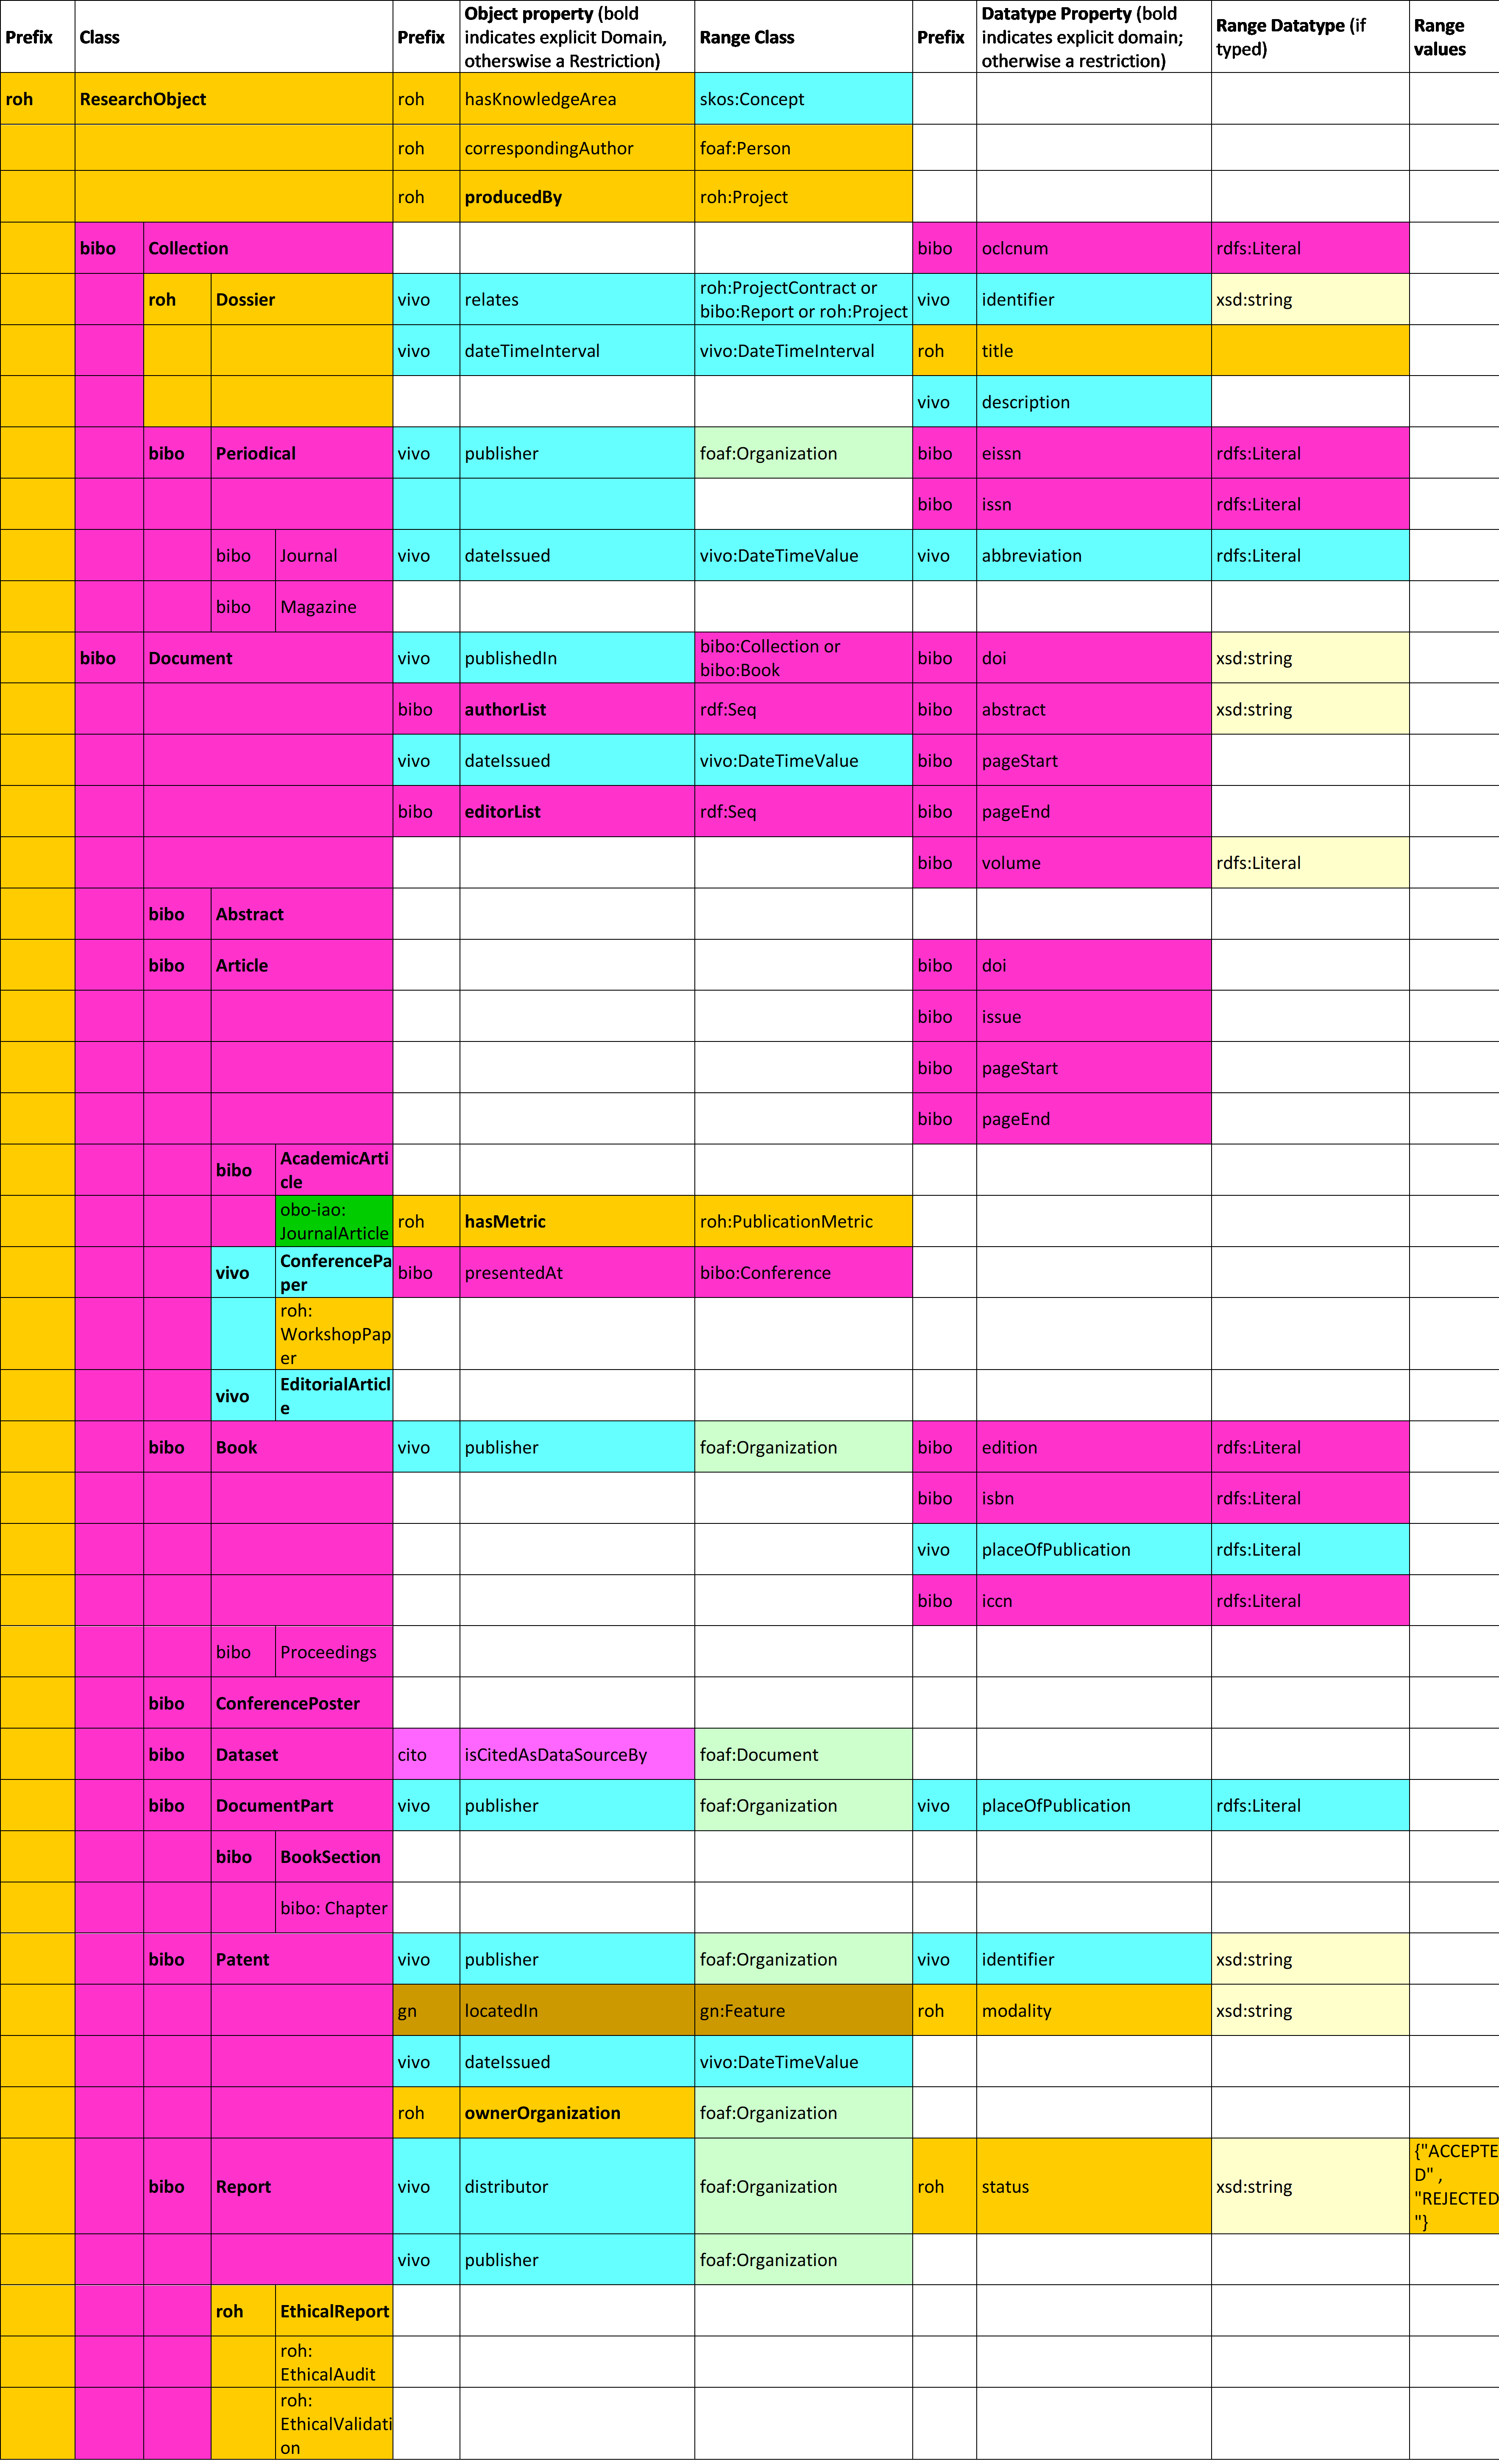 Prefix Class Prefix Object property (bold indicates explicit Domain, otherswise a Restriction) Range Class Prefix Datatype Property (bold indicates explicit domain; otherwise a restriction) Range Datatype (if typed) Range values
roh ResearchObject roh hasKnowledgeArea skos:Concept
roh correspondingAuthor foaf:Person
roh producedBy roh:Project
bibo Collection bibo oclcnum rdfs:Literal
roh Dossier vivo relates roh:ProjectContract or bibo:Report or roh:Project vivo identifier xsd:string
vivo dateTimeInterval vivo:DateTimeInterval roh title
vivo description
bibo Periodical vivo publisher foaf:Organization bibo eissn rdfs:Literal
bibo issn rdfs:Literal
bibo Journal vivo dateIssued vivo:DateTimeValue vivo abbreviation rdfs:Literal
bibo Magazine
bibo Document vivo publishedIn bibo:Collection or bibo:Book bibo doi xsd:string
bibo authorList rdf:Seq bibo abstract xsd:string
vivo dateIssued vivo:DateTimeValue bibo pageStart
bibo editorList rdf:Seq bibo pageEnd
bibo volume rdfs:Literal
bibo Abstract
bibo Article bibo doi
bibo issue
bibo pageStart
bibo pageEnd
bibo AcademicArticle
obo-iao: JournalArticle roh hasMetric roh:PublicationMetric
vivo ConferencePaper bibo presentedAt bibo:Conference
roh: WorkshopPaper
vivo EditorialArticle
bibo Book vivo publisher foaf:Organization bibo edition rdfs:Literal
bibo isbn rdfs:Literal
vivo placeOfPublication rdfs:Literal
bibo iccn rdfs:Literal
bibo Proceedings
bibo ConferencePoster
bibo Dataset cito isCitedAsDataSourceBy foaf:Document
bibo DocumentPart vivo publisher foaf:Organization vivo placeOfPublication rdfs:Literal
bibo BookSection
bibo: Chapter
bibo Patent vivo publisher foaf:Organization vivo identifier xsd:string
gn locatedIn gn:Feature roh modality xsd:string
vivo dateIssued vivo:DateTimeValue
roh ownerOrganization foaf:Organization
bibo Report vivo distributor foaf:Organization roh status xsd:string {"ACCEPTED" , "REJECTED"}
vivo publisher foaf:Organization
roh EthicalReport
roh: EthicalAudit
roh: EthicalValidation